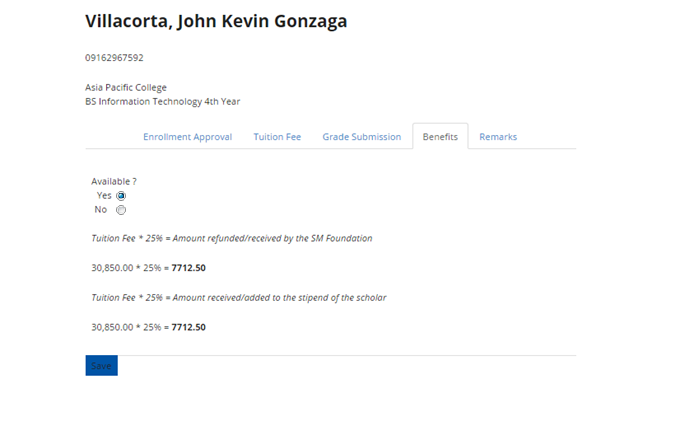 Villacorta, John Kevin Gonzaga
09162967592
Asia Pacific College
BS Information Technology 4th Year
Enrollment Approval Tuition Fee Grade Submission Benefits Remarks
Available ?
Yes
No
Tuition Fee * 25% = Amount refunded/received by the SM Foundation
30,850.00 * 25% = 7712.50
Tuition Fee * 25% = Amount received/added to the stipend of the scholar
30,850.00 * 25% = 7712.50
Save